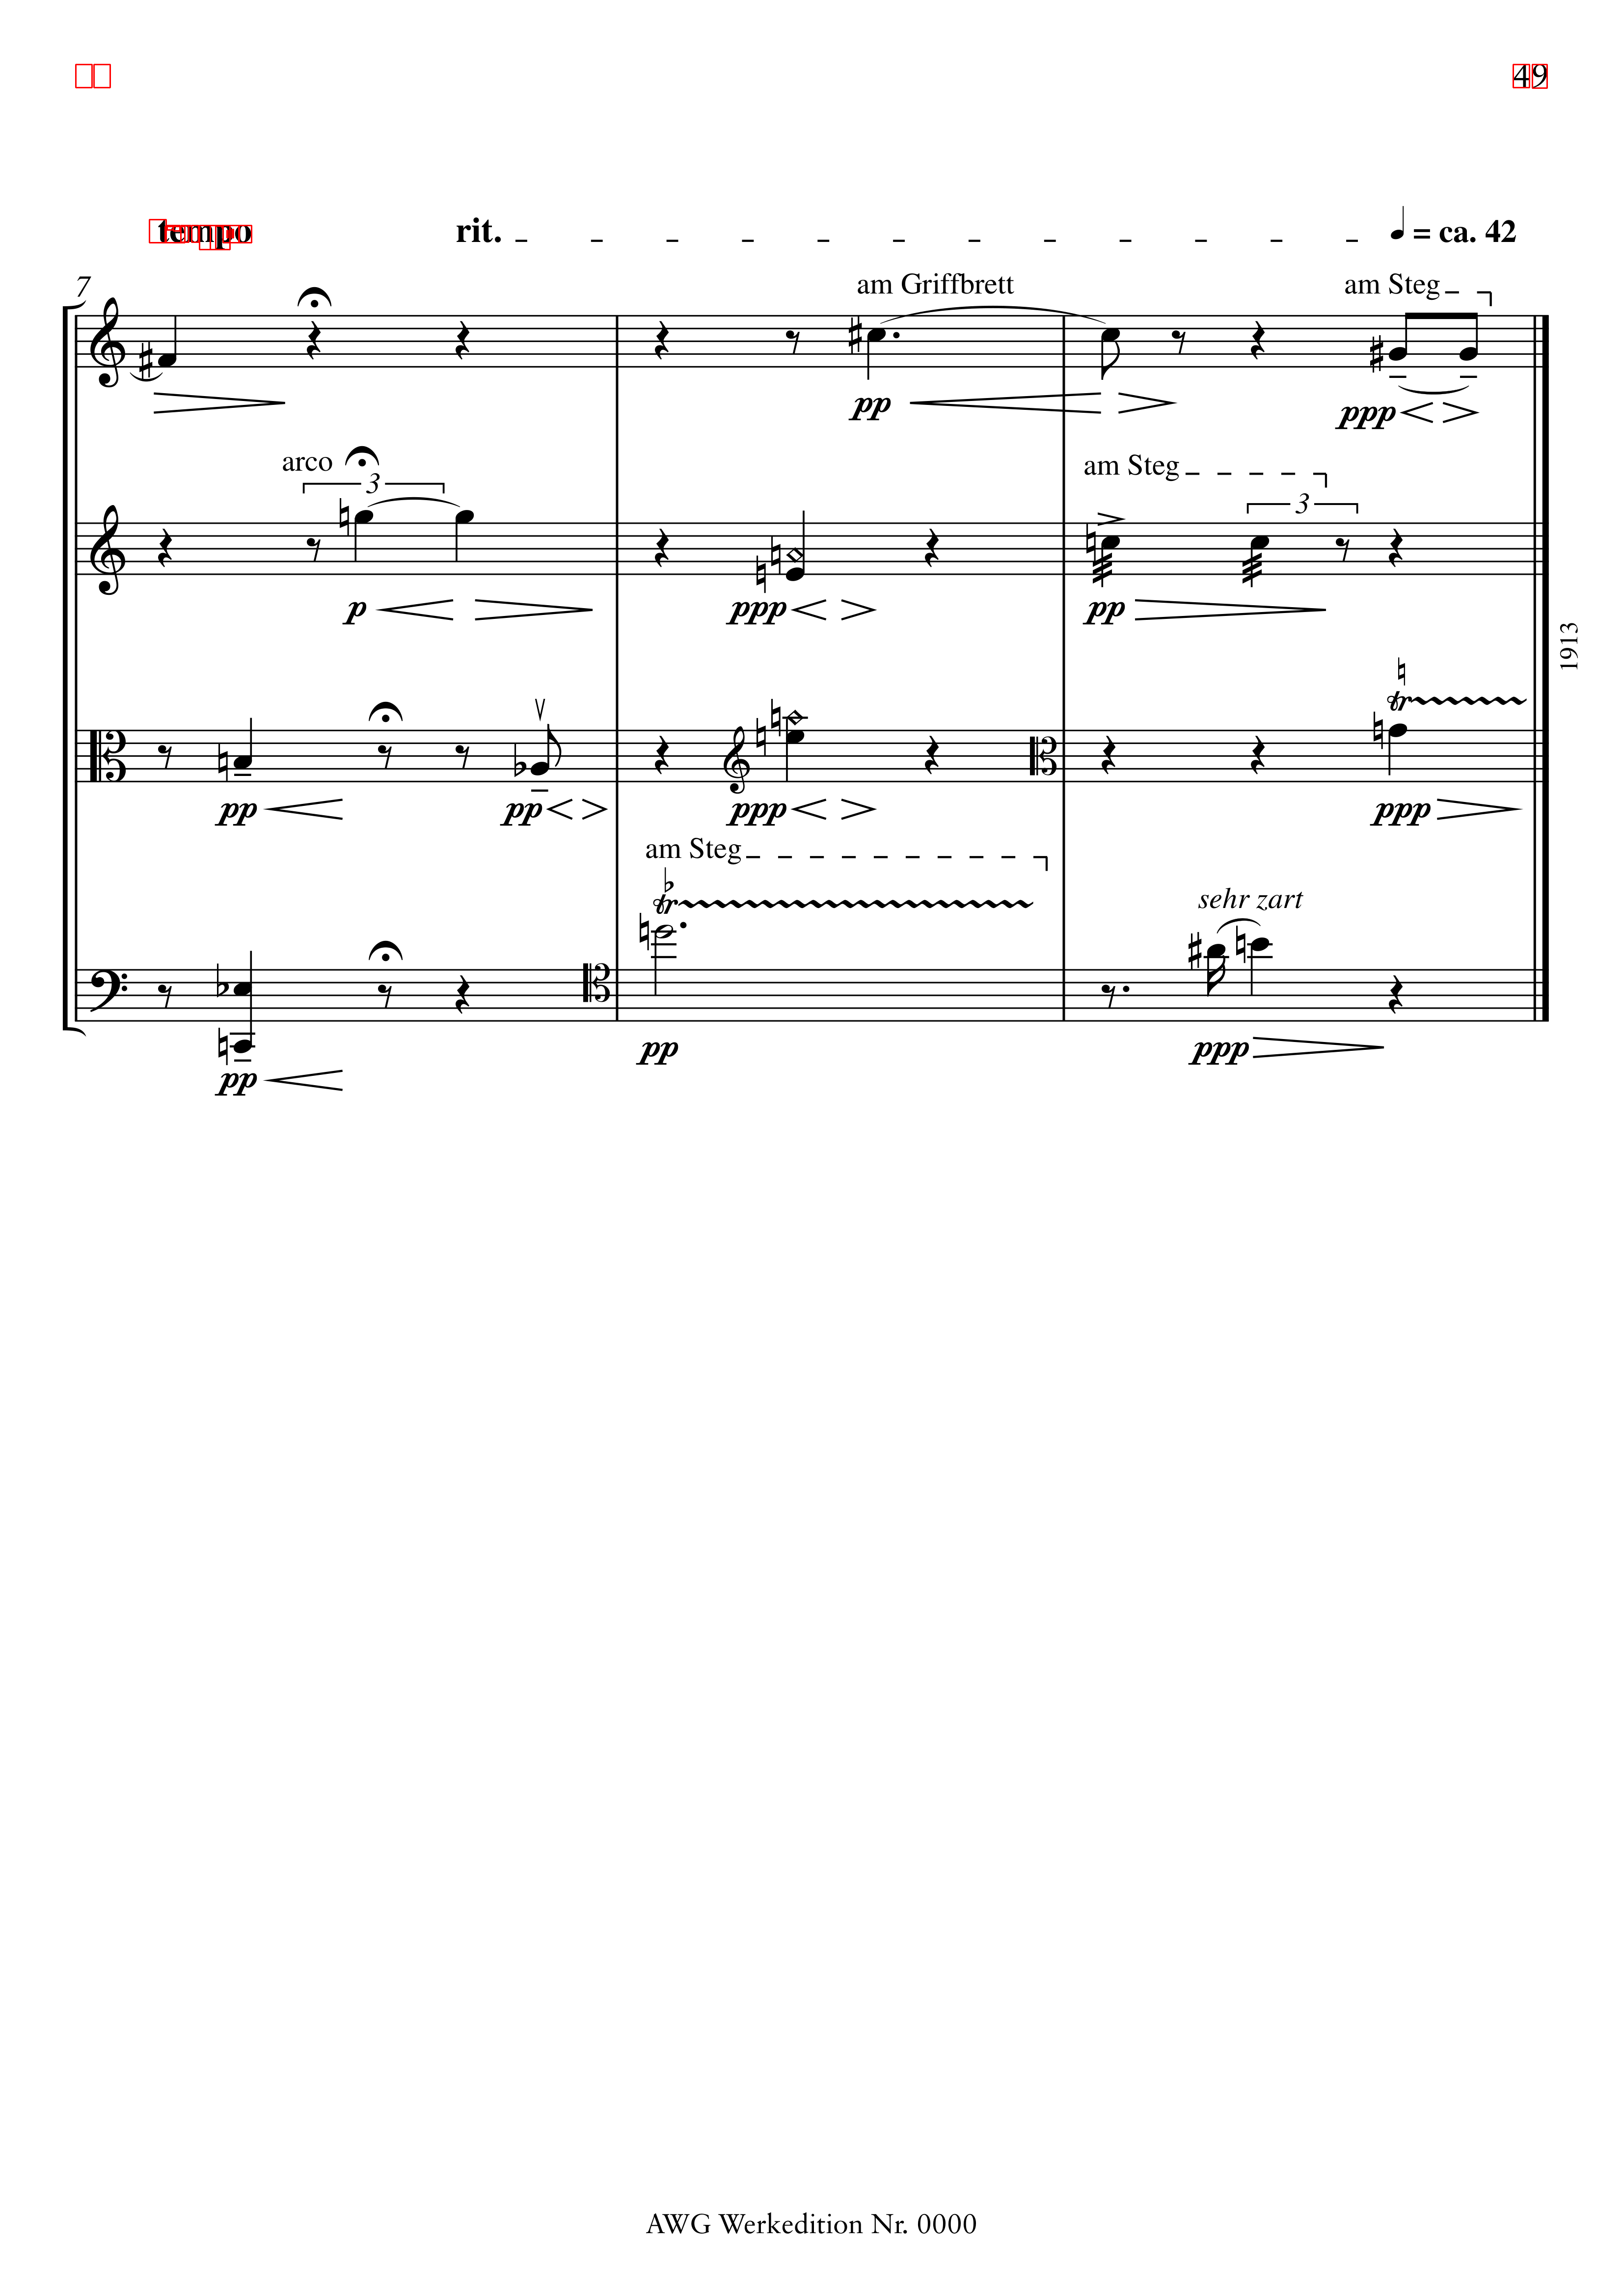 49
tempo rit. = ca. 42
7
am Griffbrett am Steg
pp ppp
arco am Steg
3 3
p ppp pp
1913
tr
pp pp ppp ppp
am Steg
tr sehr zart
pp pp ppp
AWG Werkedition Nr. 0000